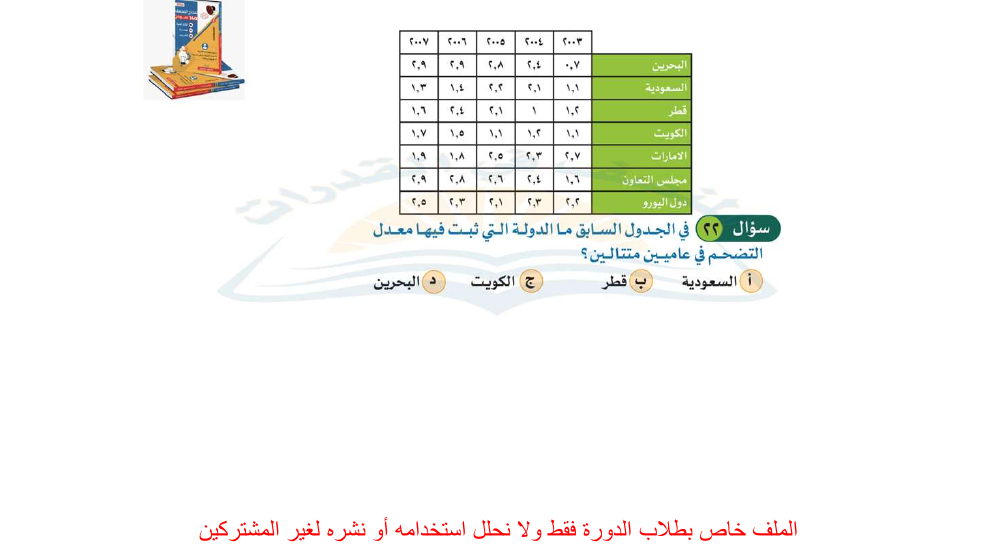 ٢٠٠٣ ٢٠٠٤ ٢٠٠٥ ٢٠٠٦ ٢٠٠٧
البحرين ٠,٧ ٢,٤ ٢,٨ ٢,٩ ٢,٩
السعودية ١,١ ٢,١ ٢,٢ ١,٤ ١,٣
قطر ١,٢ ١ ٢,١ ٢,٤ ١,٦
الكويت ١,١ ١,٢ ١,١ ١,٥ ١,٧
الامارات ٢,٧ ٢,٣ ٢,٥ ١,٨ ١,٩
مجلس التعاون ١,٦ ٢,٤ ٢,٦ ٢,٨ ٢,٩
دول اليورو ٢,٢ ٢,٣ ٢,١ ٢,٣ ٢,٥
سؤال ٢٢ في الجدول السابق ما الدولة التي ثبت فيها معدل
التضخم في عاميين متتالين؟
أ السعودية ب قطر ج الكويت د البحرين
الملف خاص بطلاب الدورة فقط ولا نحلل استخدامه أو نشره لغير المشتركين